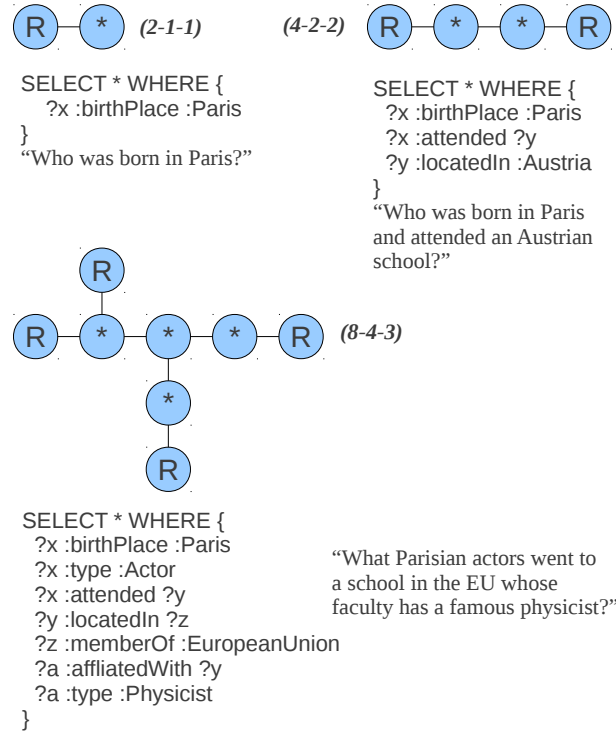 R * (2-1-1)
SELECT * WHERE {
?x :birthPlace :Paris
}
“Who was born in Paris?”
(4-2-2) R * * R
SELECT * WHERE {
?x :birthPlace :Paris
?x :attended ?y
?y :locatedIn :Austria
}
“Who was born in Paris
and attended an Austrian
school?”
R
R * * * R (8-4-3)
*
R
SELECT * WHERE {
?x :birthPlace :Paris
?x :type :Actor
?x :attended ?y
?y :locatedIn ?z
?z :memberOf :EuropeanUnion
?a :affliatedWith ?y
?a :type :Physicist
}
“What Parisian actors went to
a school in the EU whose
faculty has a famous physicist?”